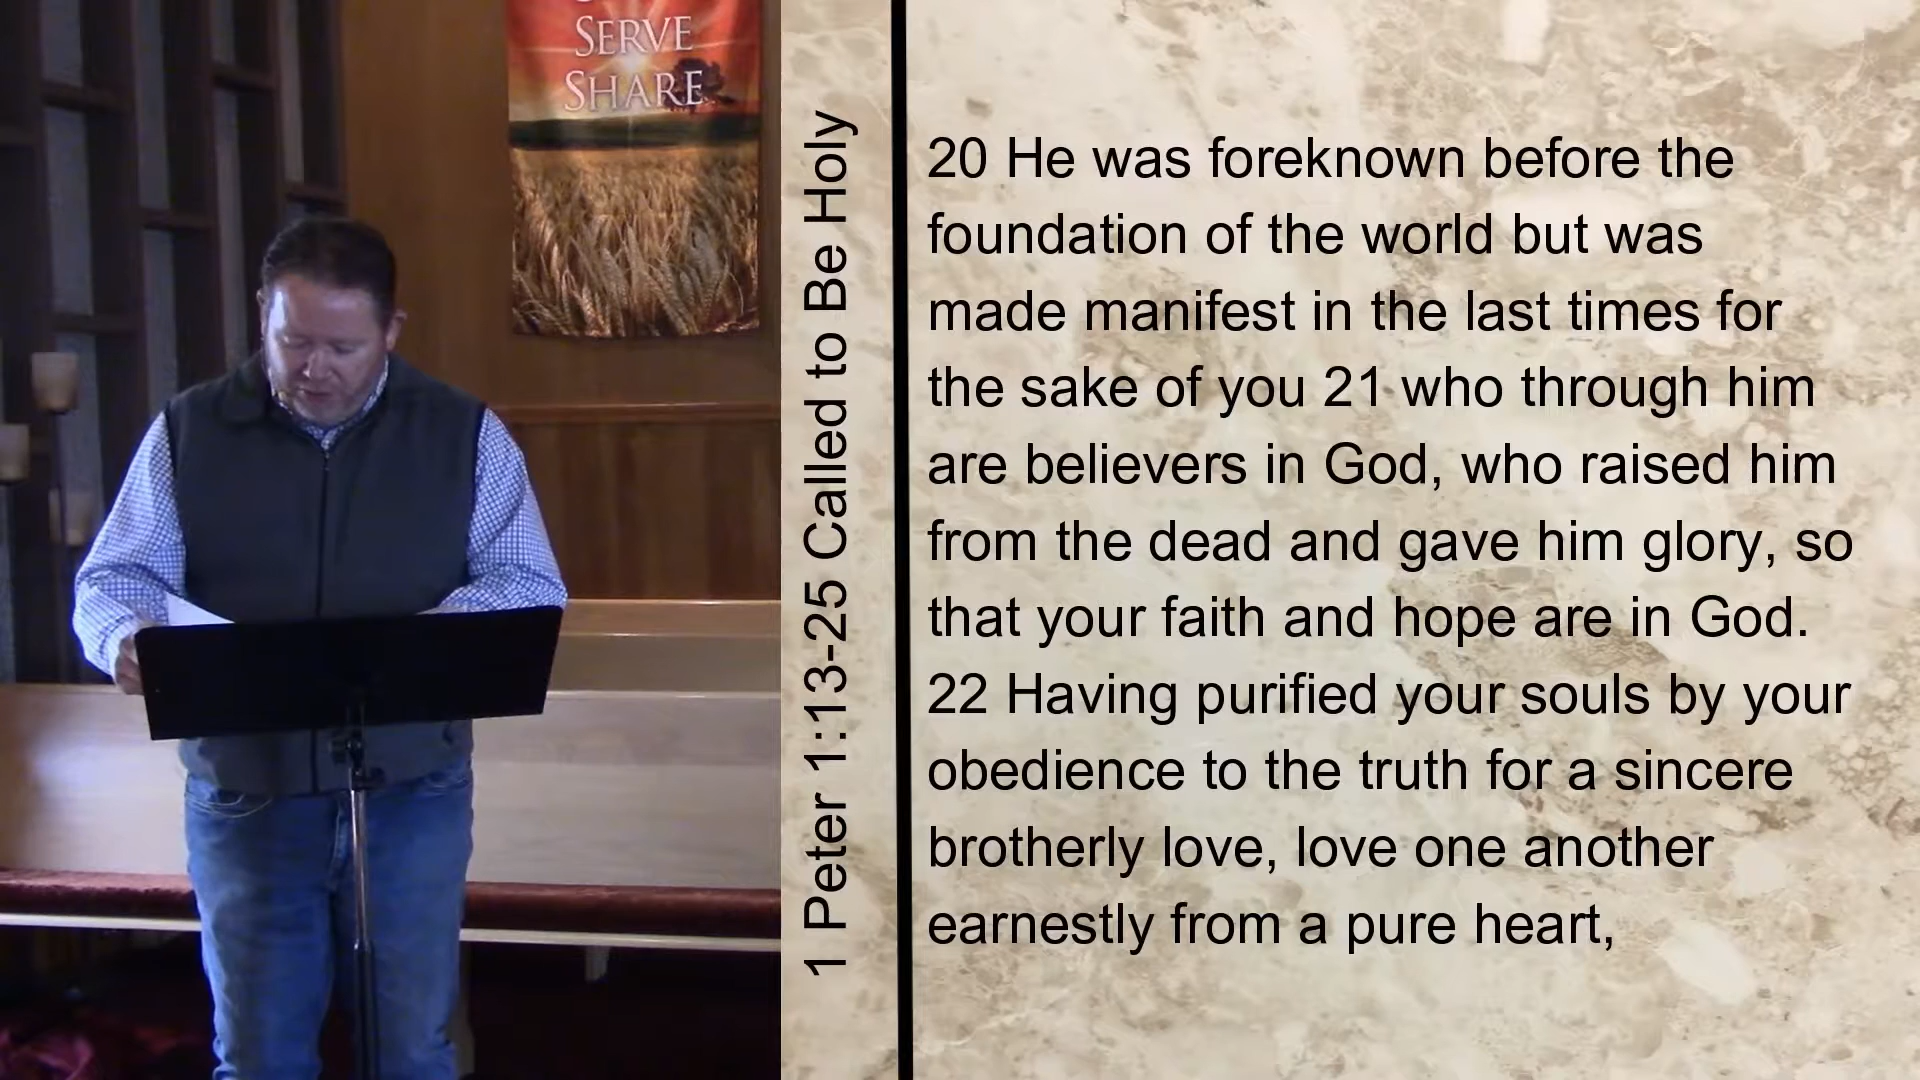 SERVE
SHARE
1 Peter 1:13-25 Called to Be Holy
20 He was foreknown before the
foundation of the world but was
made manifest in the last times for
the sake of you 21 who through him
are believers in God, who raised him
from the dead and gave him glory, so
that your faith and hope are in God.
22 Having purified your souls by your
obedience to the truth for a sincere
brotherly love, love one another
earnestly from a pure heart,